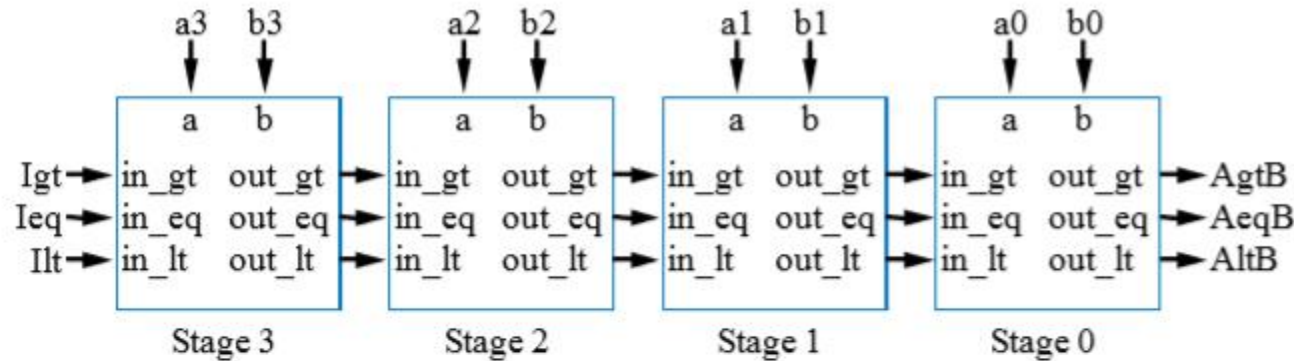 a3 b3 a2 b2 a1 b1 a0 b0
a b a b a b a b
Igt in_gt out_gt in_gt out_gt in_gt out_gt in_gt out_gt AgtB
Ieq in_eq out_eq in_eq out_eq in_eq out_eq in_eq out_eq AeqB
Ilt in_lt out_lt in_lt out_lt in_lt out_lt in_lt out_lt AltB
Stage 3 Stage 2 Stage 1 Stage 0